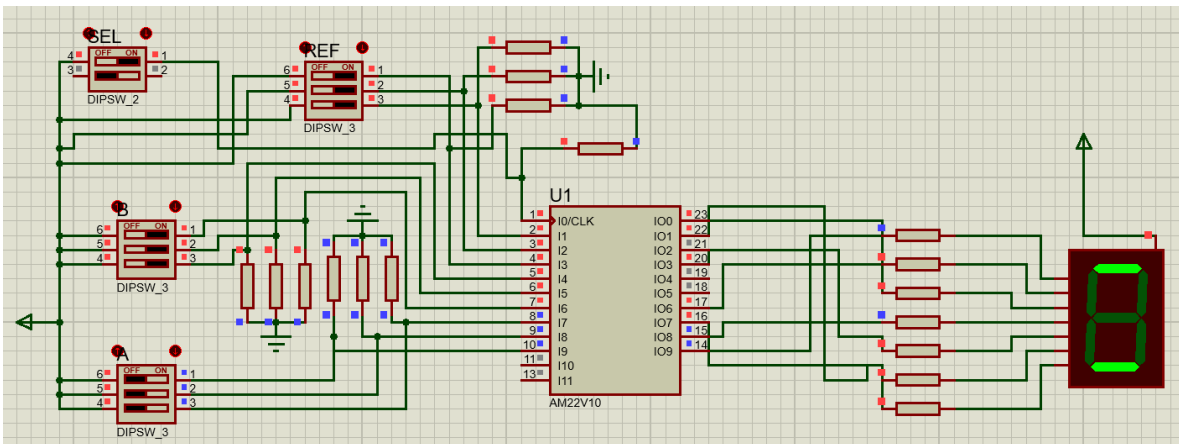 SEL
OFF ON
4 1
3 2
DIPSW_2
REF
OFF ON
6 1
5 2
4 3
DIPSW_3
B
OFF ON
6 1
5 2
4 3
DIPSW_3
A
OFF ON
6 1
5 2
4 3
DIPSW_3
U1
1 I0/CLK IO0 23
2 I1 IO1 22
3 I2 IO2 21
4 I3 IO3 20
5 I4 IO4 19
6 I5 IO5 18
7 I6 IO6 17
8 I7 IO7 16
9 I8 IO8 15
10 I9 IO9 14
11 I10
13 I11
AM22V10